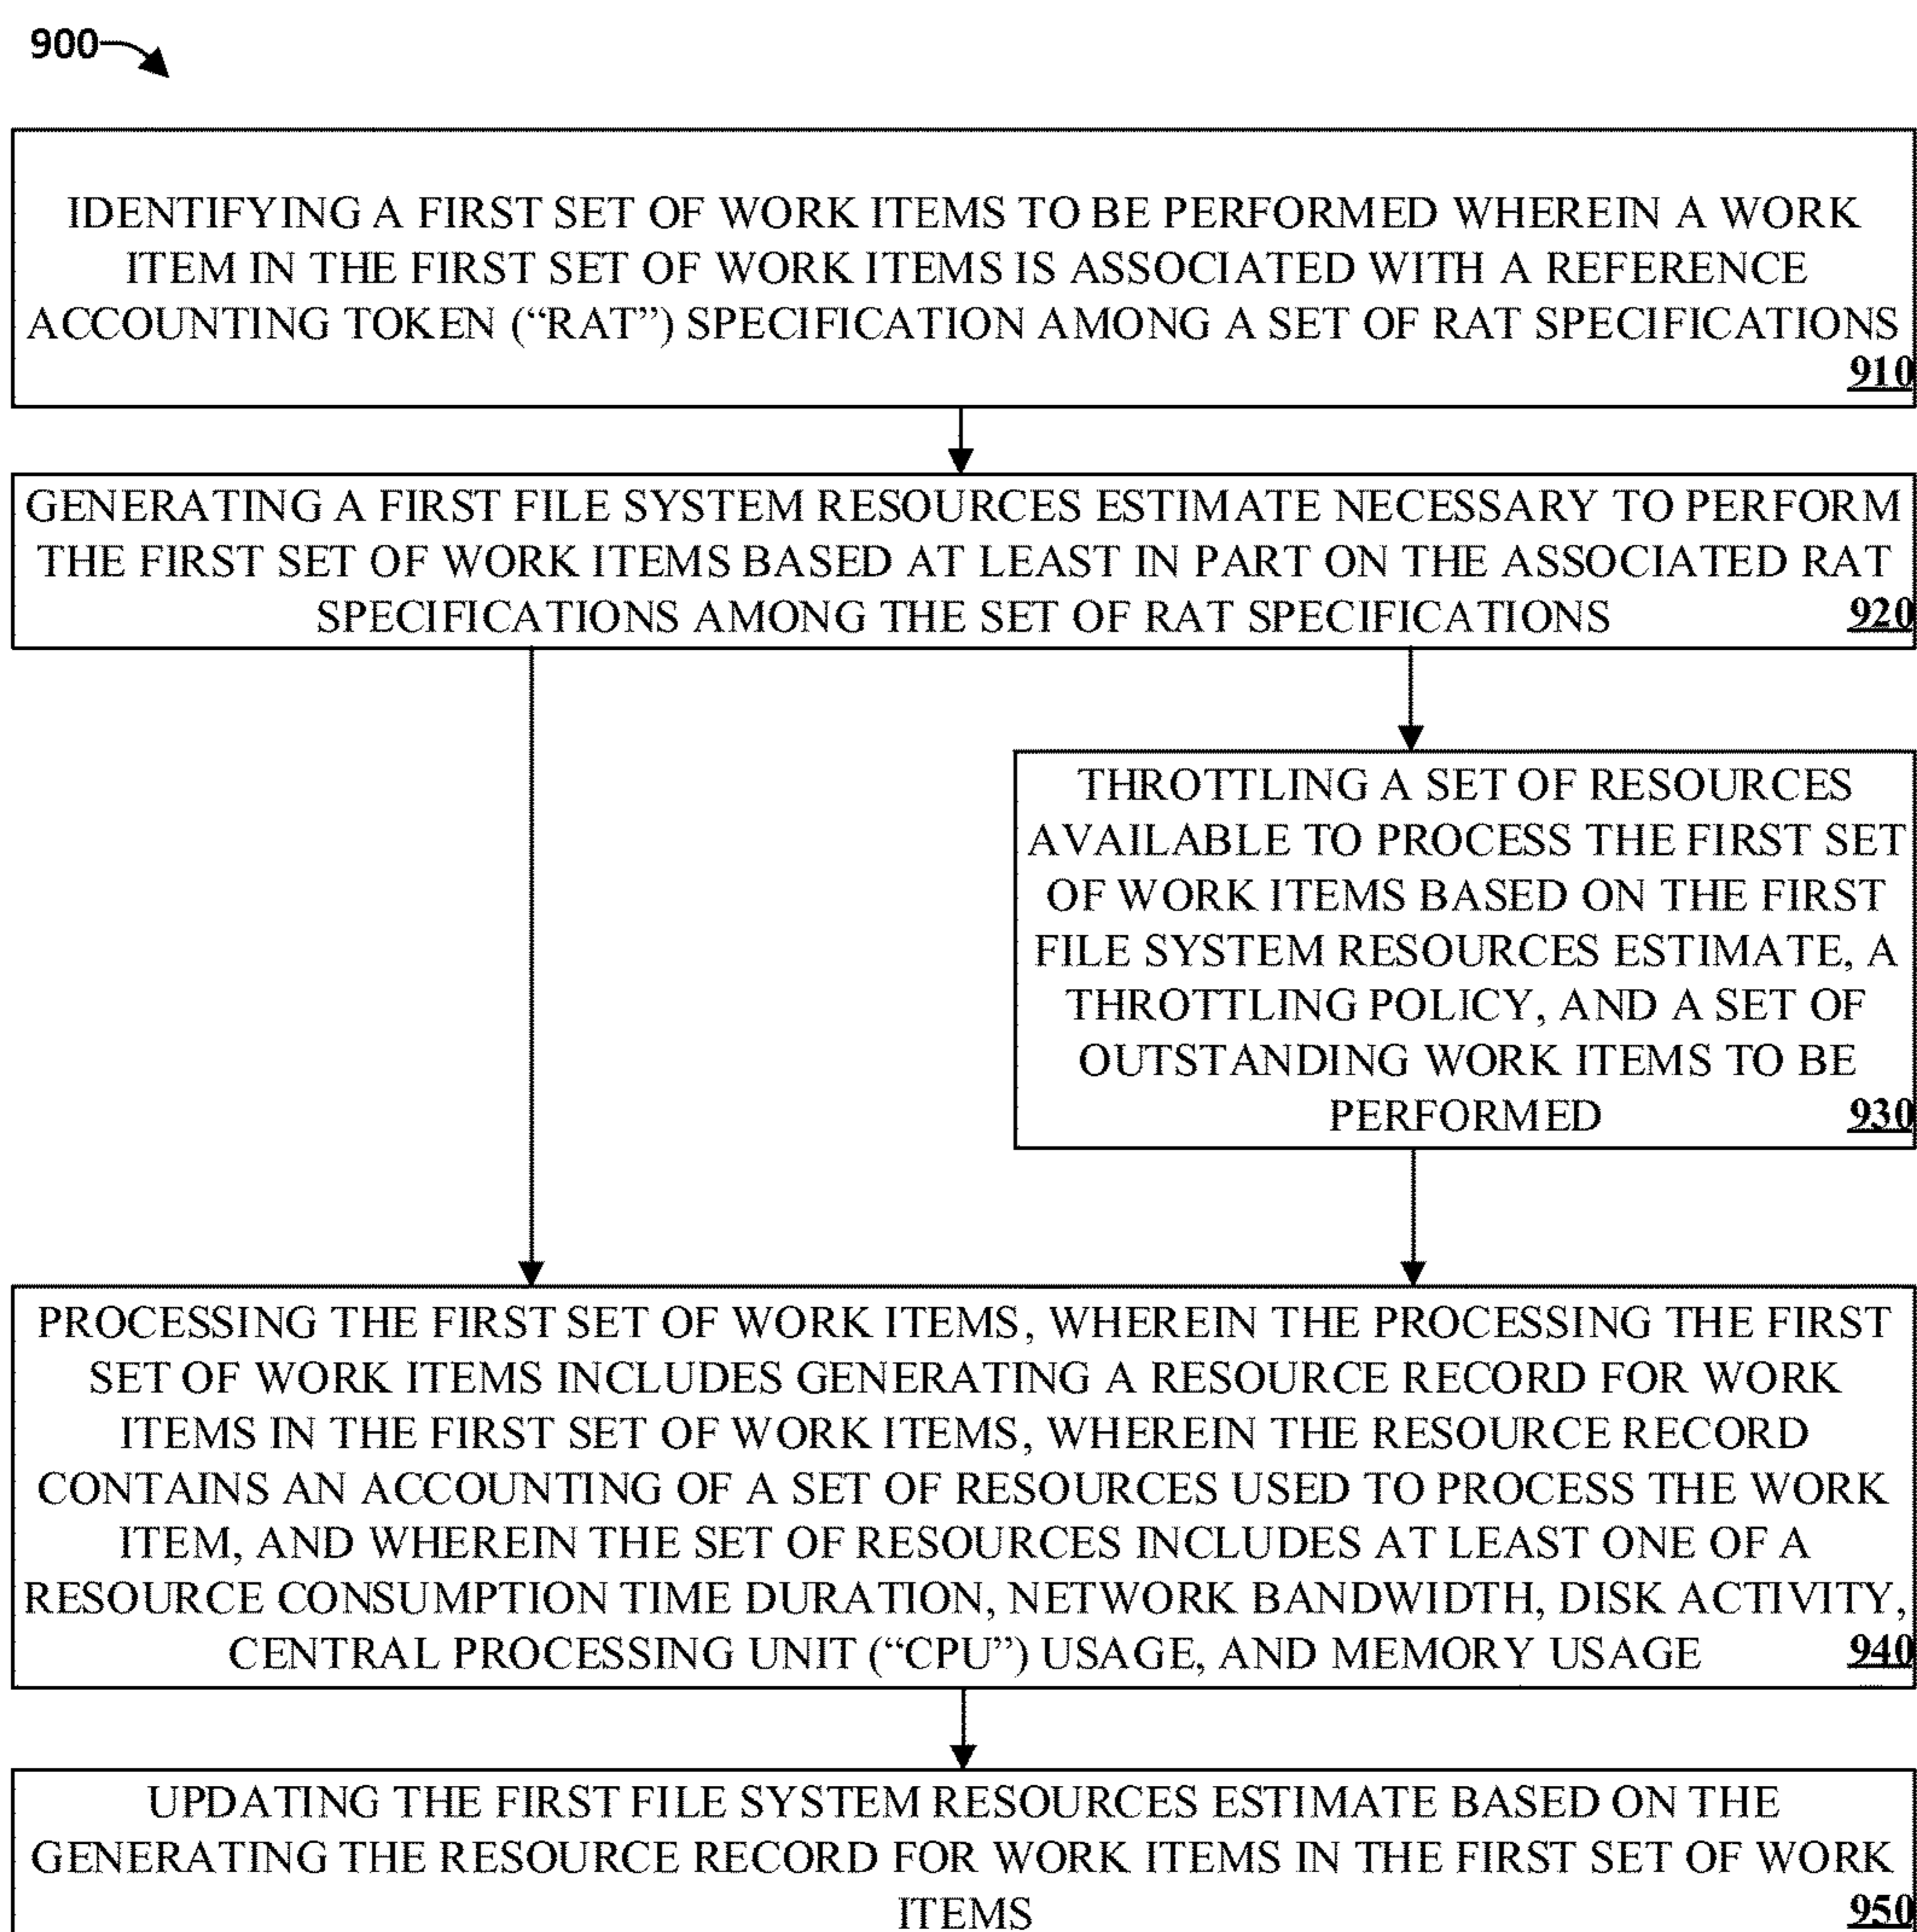 900
IDENTIFYING A FIRST SET OF WORK ITEMS TO BE PERFORMED WHEREIN A WORK
ITEM IN THE FIRST SET OF WORK ITEMS IS ASSOCIATED WITH A REFERENCE
ACCOUNTING TOKEN (“RAT”) SPECIFICATION AMONG A SET OF RAT SPECIFICATIONS
910
GENERATING A FIRST FILE SYSTEM RESOURCES ESTIMATE NECESSARY TO PERFORM
THE FIRST SET OF WORK ITEMS BASED AT LEAST IN PART ON THE ASSOCIATED RAT
SPECIFICATIONS AMONG THE SET OF RAT SPECIFICATIONS 920
THROTTLING A SET OF RESOURCES
AVAILABLE TO PROCESS THE FIRST SET
OF WORK ITEMS BASED ON THE FIRST
FILE SYSTEM RESOURCES ESTIMATE, A
THROTTLING POLICY, AND A SET OF
OUTSTANDING WORK ITEMS TO BE
PERFORMED 930
PROCESSING THE FIRST SET OF WORK ITEMS, WHEREIN THE PROCESSING THE FIRST
SET OF WORK ITEMS INCLUDES GENERATING A RESOURCE RECORD FOR WORK
ITEMS IN THE FIRST SET OF WORK ITEMS, WHEREIN THE RESOURCE RECORD
CONTAINS AN ACCOUNTING OF A SET OF RESOURCES USED TO PROCESS THE WORK
ITEM, AND WHEREIN THE SET OF RESOURCES INCLUDES AT LEAST ONE OF A
RESOURCE CONSUMPTION TIME DURATION, NETWORK BANDWIDTH, DISK ACTIVITY,
CENTRAL PROCESSING UNIT (“CPU”) USAGE, AND MEMORY USAGE 940
UPDATING THE FIRST FILE SYSTEM RESOURCES ESTIMATE BASED ON THE
GENERATING THE RESOURCE RECORD FOR WORK ITEMS IN THE FIRST SET OF WORK
ITEMS 950